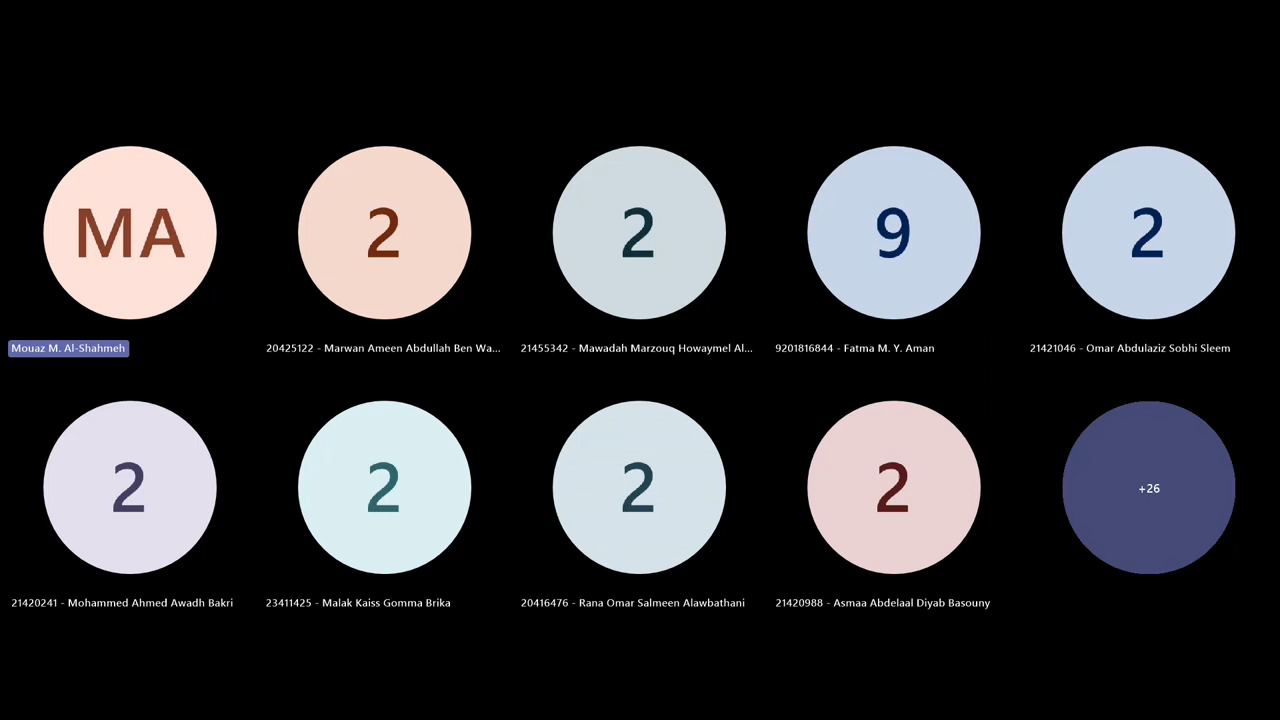 MA
2
2
9
2
Mouaz M. Al-Shahmeh
20425122 - Marwan Ameen Abdullah Ben Wa...
21455342 - Mawadah Marzouq Howaymel Al...
9201816844 - Fatma M. Y. Aman
21421046 - Omar Abdulaziz Sobhi Sleem
2
2
2
2
+26
21420241 - Mohammed Ahmed Awadh Bakri
23411425 - Malak Kaiss Gomma Brika
20416476 - Rana Omar Salmeen Alawbathani
21420988 - Asmaa Abdelaal Diyab Basouny